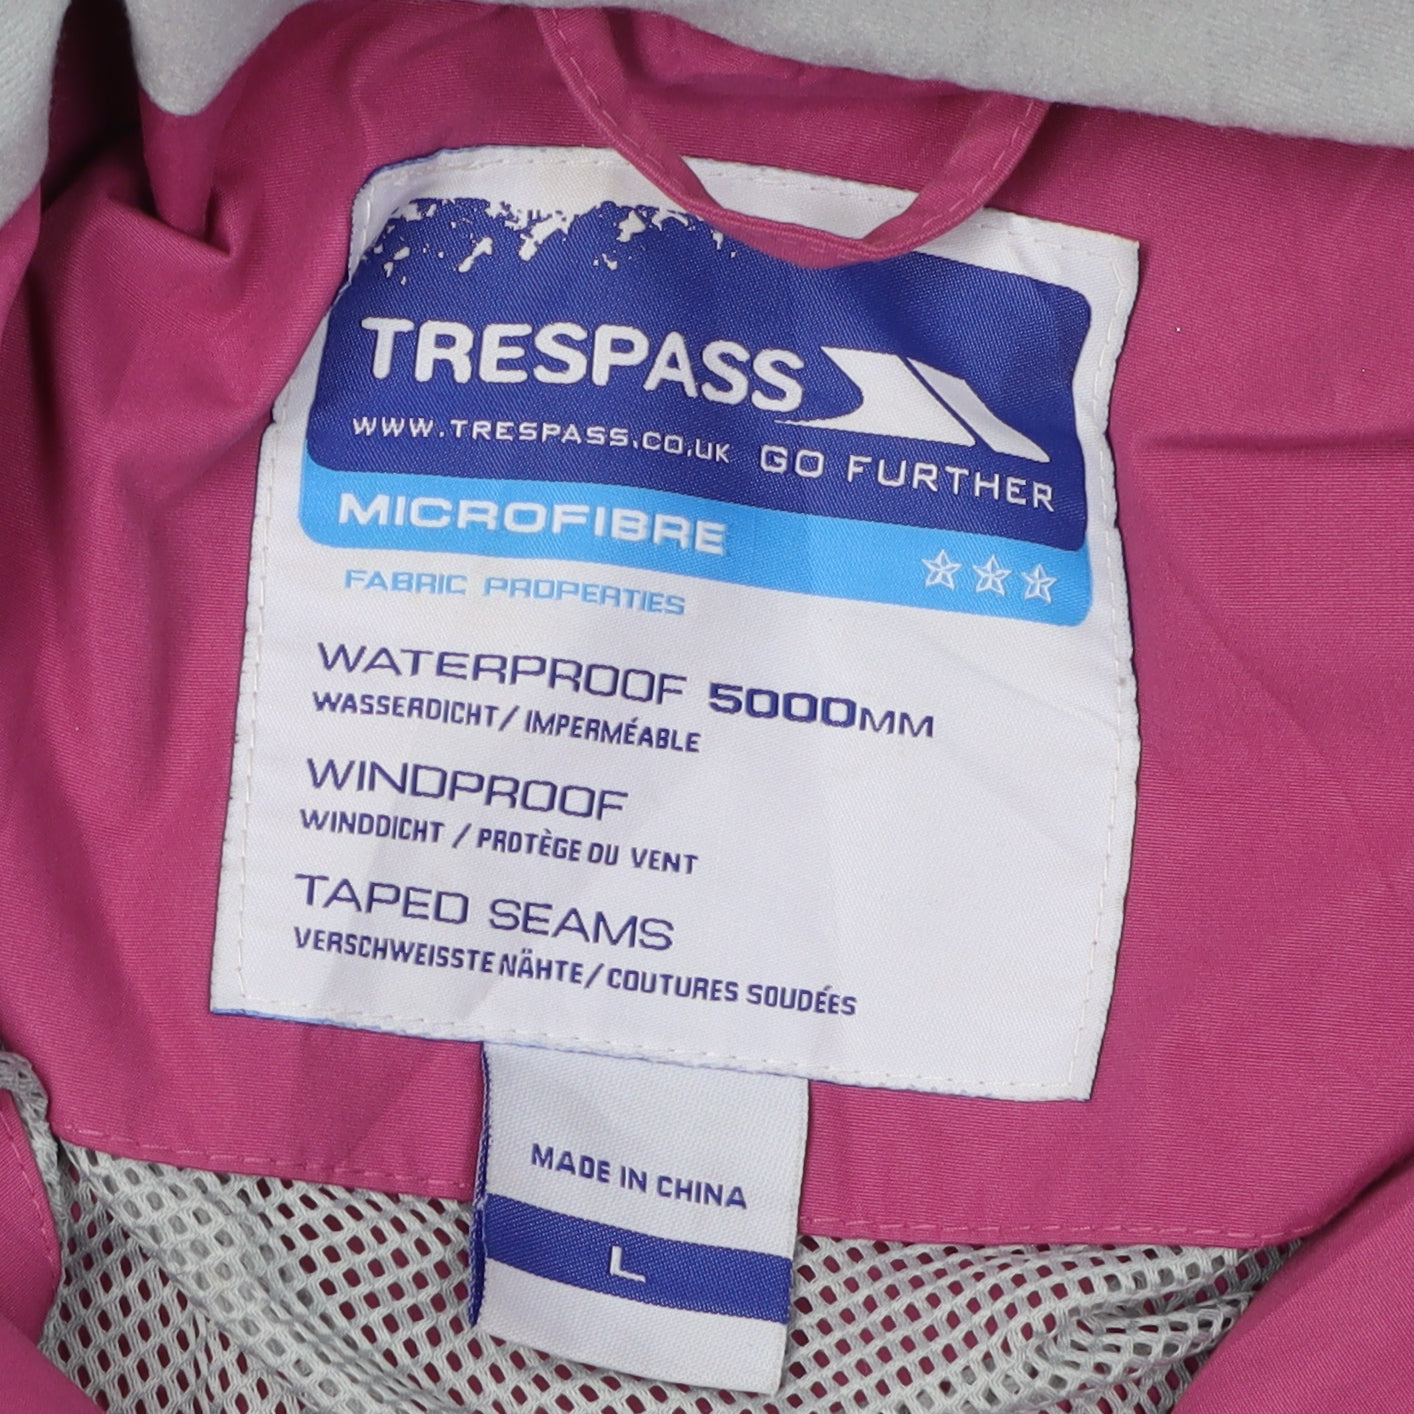 TRESPASS
WWW.TRESPASS.CO.UK GO FURTHER
MICROFIBRE
FABRIC PROPERTIES
WATERPROOF 5000MM
WASSERDICHT/ IMPERMÉABLE
WINDPROOF
WINDDICHT / PROTÈGE DU VENT
TAPED SEAMS
VERSCHWEISSTE NÄHTE/ COUTURES SOUDÉES
MADE IN CHINA
L